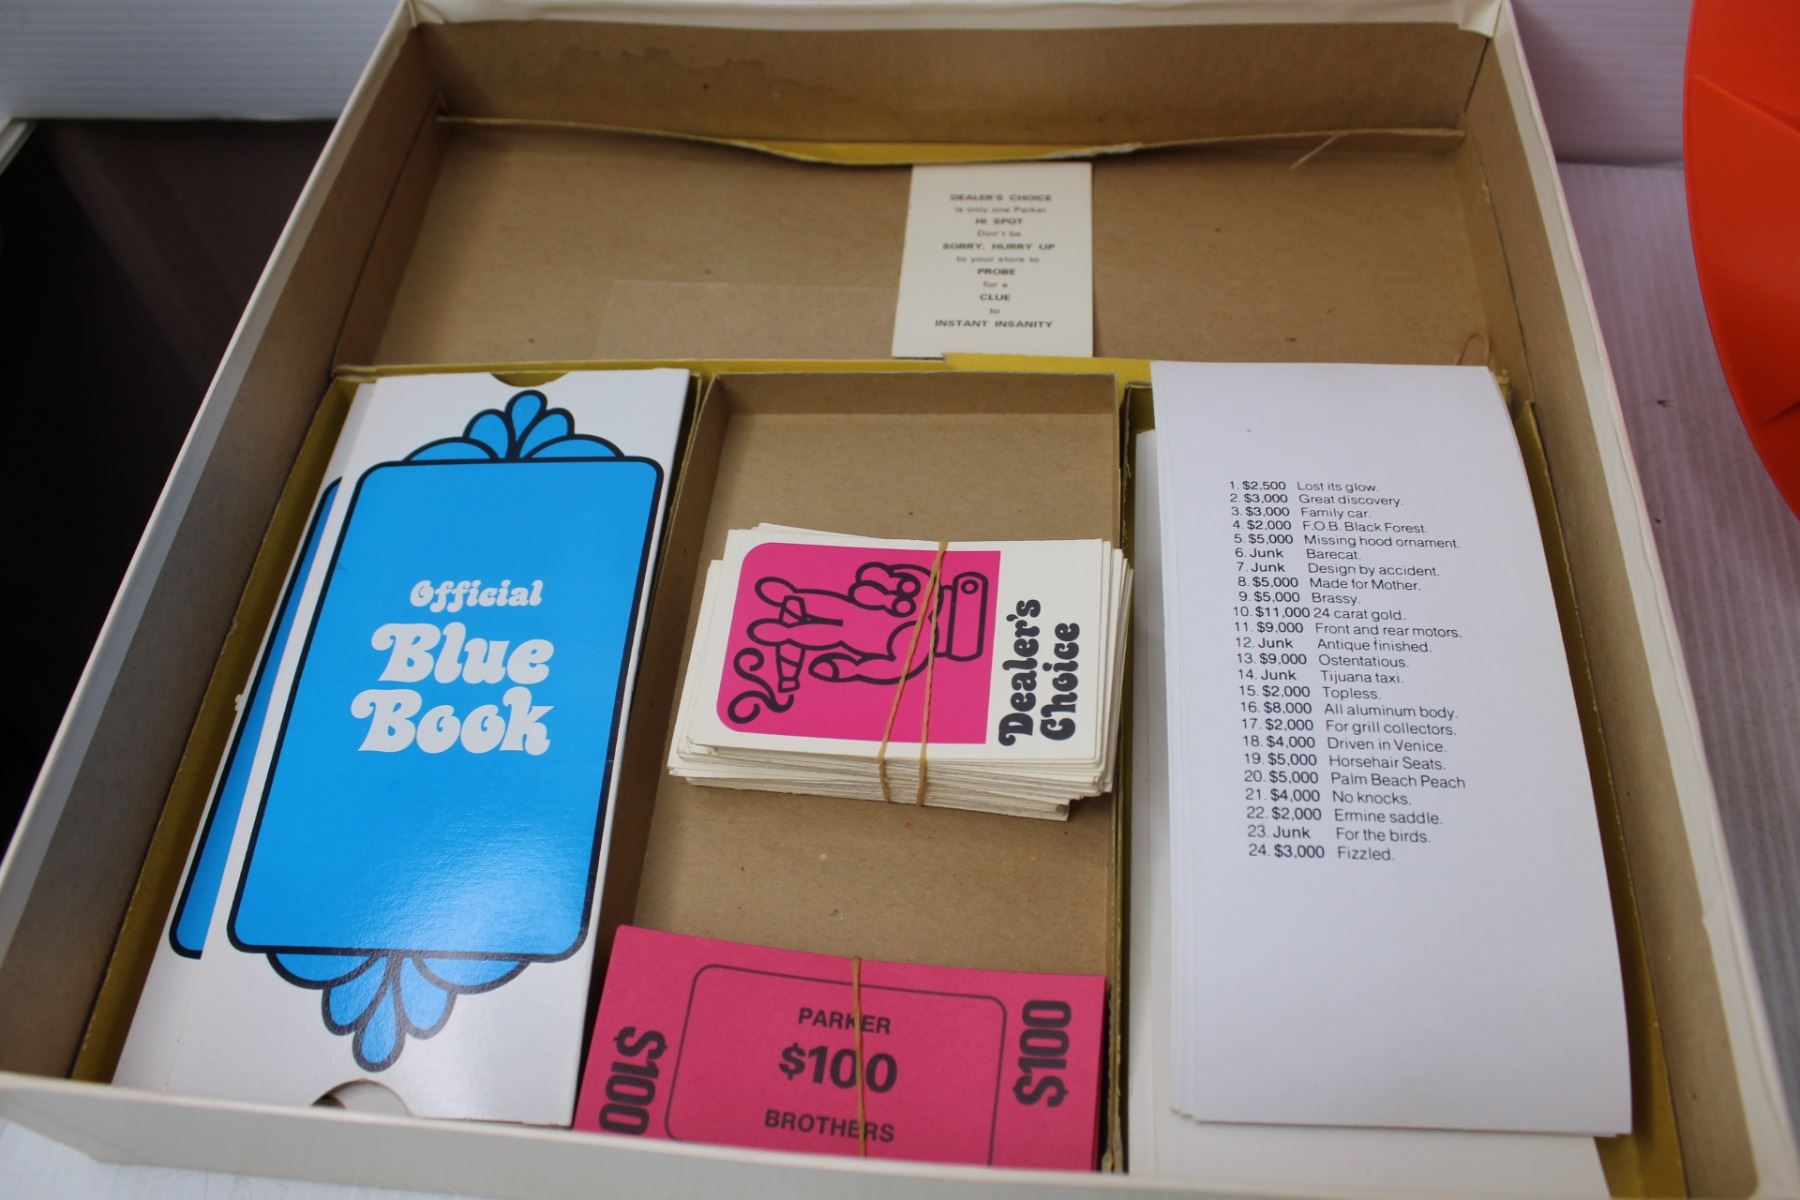 DEALER'S CHOICE
is only one Parker
IS SPOT
Don't be
SORRY, HURRY UP
to your store to
PROBE
for a
CLUE
to
INSTANT INSANITY
Official
Blue
Book
Dealer's
Choice
PARKER
$100
BROTHERS
$100
$100
1. $2,500 Lost its glow.
2. $3,000 Great discovery.
3. $3,000 Family car.
4. $2,000 F.O.B. Black Forest.
5. $5,000 Missing hood ornament.
6. Junk Barecat.
7. Junk Design by accident.
8. $5,000 Made for Mother.
9. $5,000 Brassy.
10. $11,000 24 carat gold.
11. $9,000 Front and rear motors.
12. Junk Antique finished.
13. $9,000 Ostentatious.
14. Junk Tijuana taxi.
15. $2,000 Topless.
16. $8,000 All aluminum body.
17. $2,000 For grill collectors.
18. $4,000 Driven in Venice.
19. $5,000 Horsehair Seats.
20. $5,000 Palm Beach Peach
21. $4,000 No knocks.
22. $2,000 Ermine saddle.
23. Junk For the birds.
24. $3,000 Fizzled.